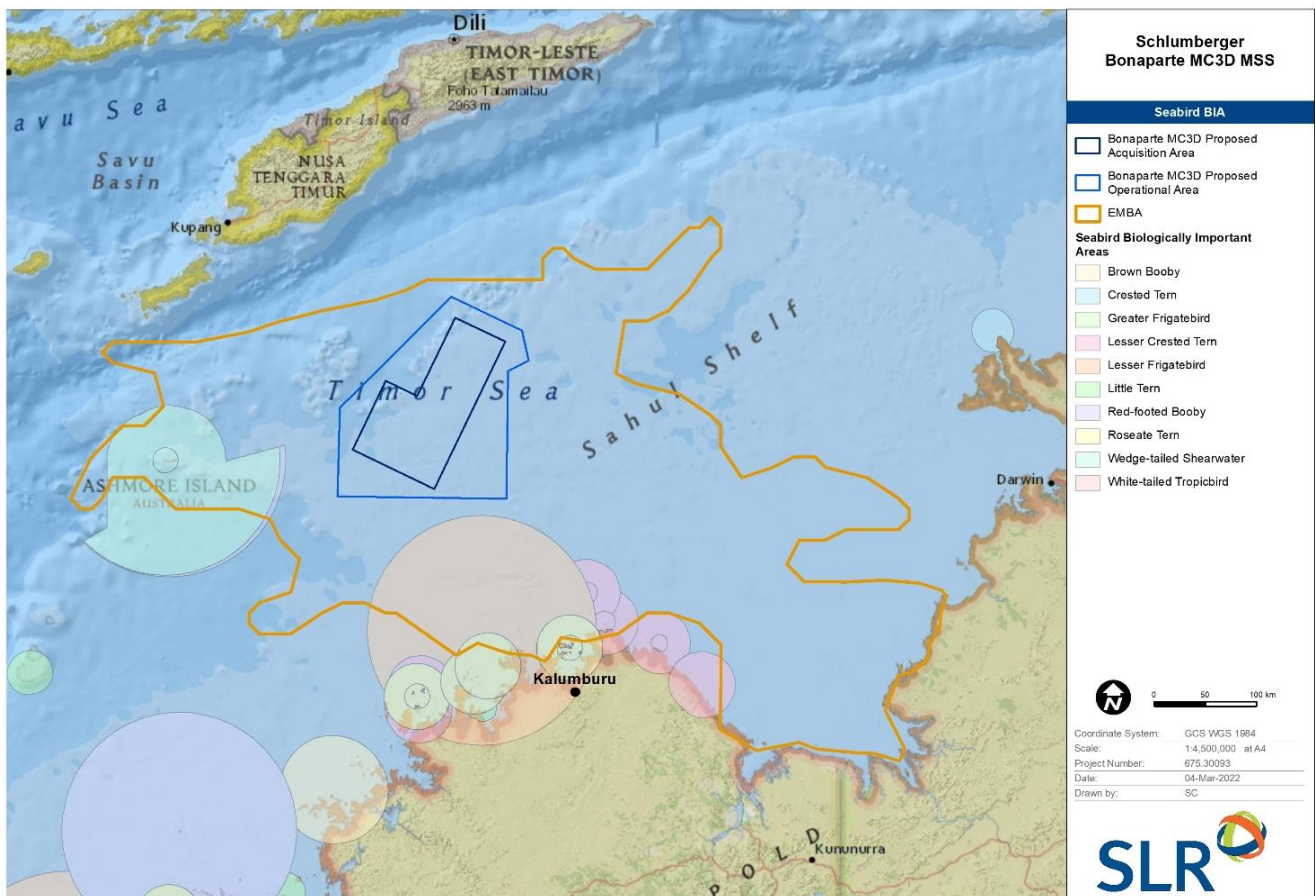 Dili
TIMOR-LESTE
(EAST TIMOR)
Foho Tatamailau
2963 m
avu Sea
Timor Island
Savu
Basin
NUSA
TENGGARA
TIMUR
Kupang
Timor Sea
Sahul Shelf
ASHMORE ISLAND
AUSTRALIA
Darwin
Kalumburu
Kununurra
POLD
Schlumberger
Bonaparte MC3D MSS
Seabird BIA
Bonaparte MC3D Proposed
Acquisition Area
Bonaparte MC3D Proposed
Operational Area
EMBA
Seabird Biologically Important
Areas
Brown Booby
Crested Tern
Greater Frigatebird
Lesser Crested Tern
Lesser Frigatebird
Little Tern
Red-footed Booby
Roseate Tern
Wedge-tailed Shearwater
White-tailed Tropicbird
N
0 50 100 km
Coordinate System: GCS WGS 1984
Scale: 1:4,500,000 at A4
Project Number: 675.30093
Date: 04-Mar-2022
Drawn by: SC
SLR